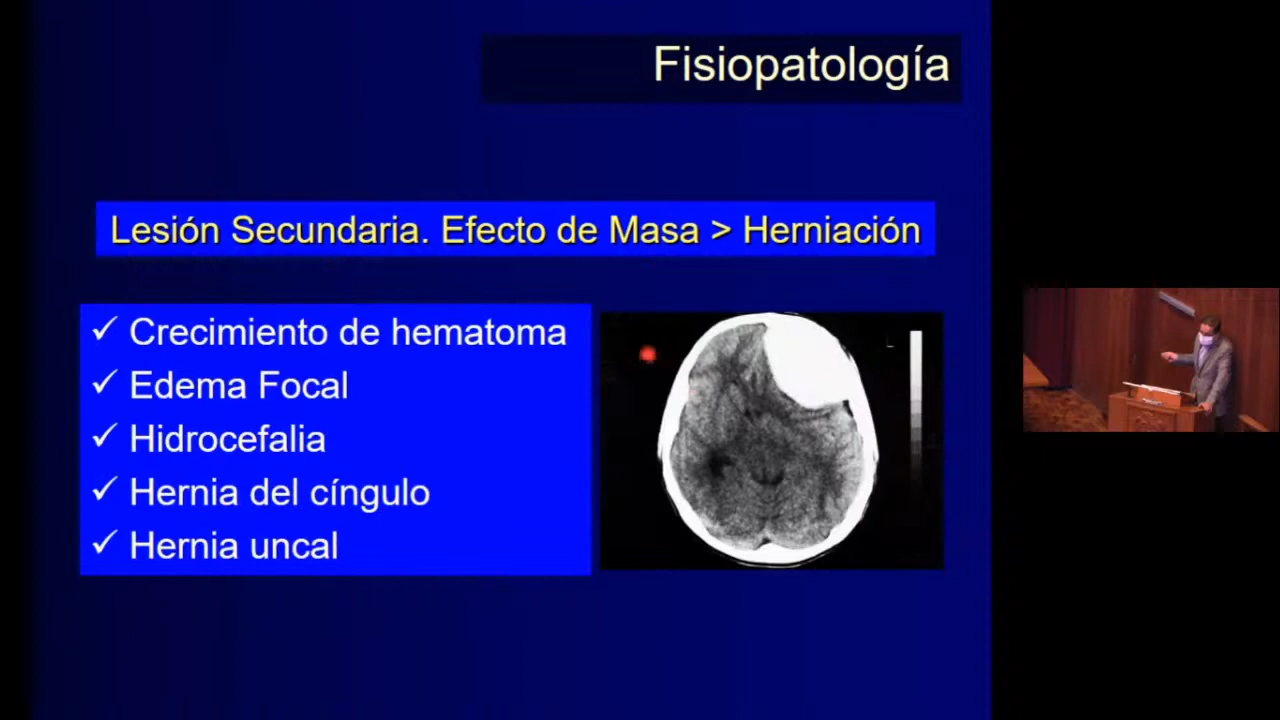 Fisiopatología
Lesión Secundaria. Efecto de Masa > Herniación
✓ Crecimiento de hematoma
✓ Edema Focal
✓ Hidrocefalia
✓ Hernia del cíngulo
✓ Hernia uncal